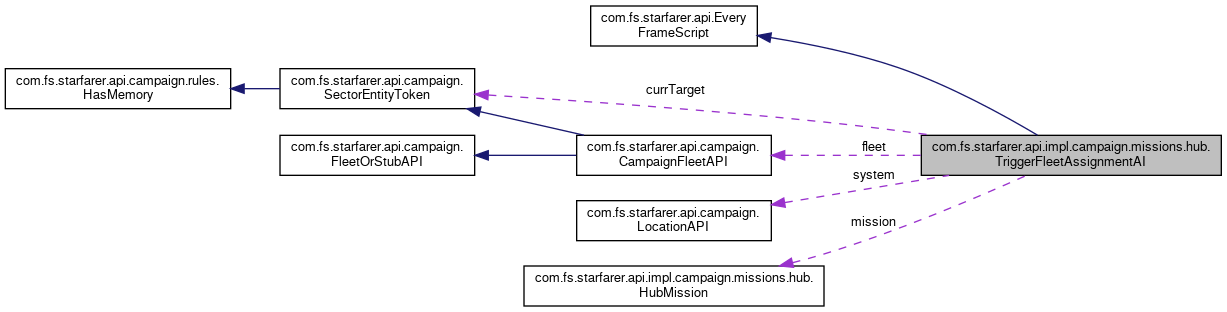 com.fs.starfarer.api.Every
FrameScript
com.fs.starfarer.api.campaign.rules.
HasMemory
com.fs.starfarer.api.campaign.
SectorEntityToken
currTarget
com.fs.starfarer.api.campaign.
FleetOrStubAPI
com.fs.starfarer.api.campaign.
CampaignFleetAPI
fleet
com.fs.starfarer.api.impl.campaign.missions.hub.
TriggerFleetAssignmentAI
system
com.fs.starfarer.api.campaign.
LocationAPI
mission
com.fs.starfarer.api.impl.campaign.missions.hub.
HubMission